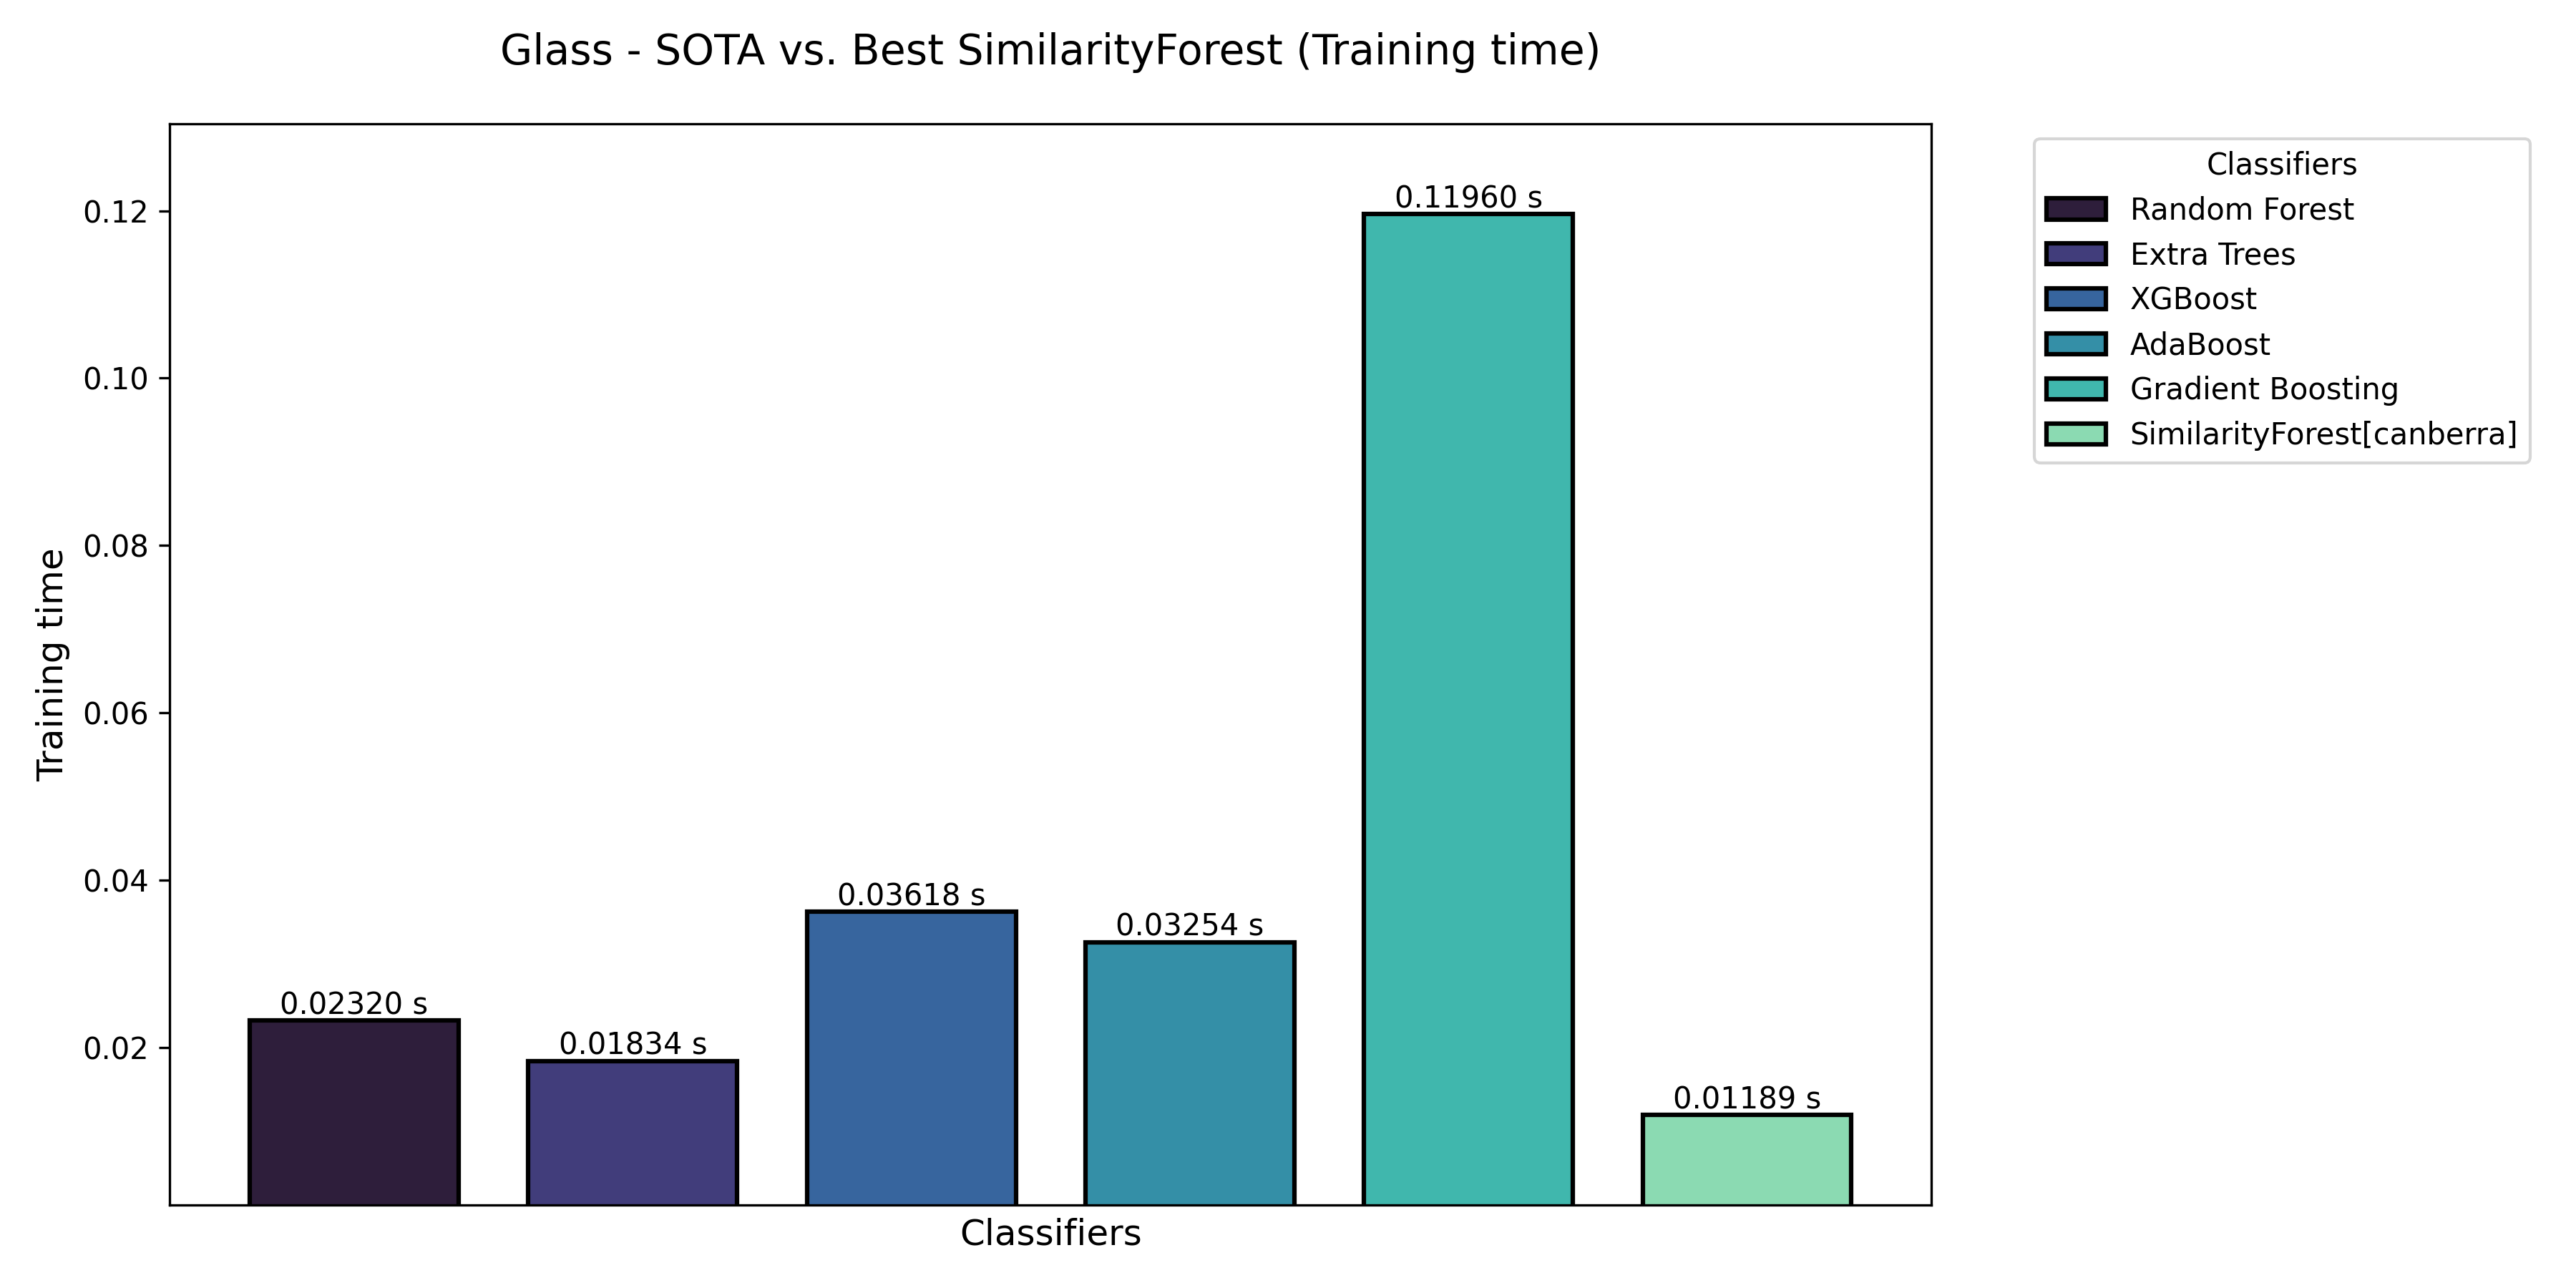 Glass - SOTA vs. Best SimilarityForest (Training time)
Training time
0.12
0.10
0.08
0.06
0.04
0.02
0.02320 s
0.01834 s
0.03618 s
0.03254 s
0.11960 s
0.01189 s
Classifiers
Classifiers
Random Forest
Extra Trees
XGBoost
AdaBoost
Gradient Boosting
SimilarityForest[canberra]